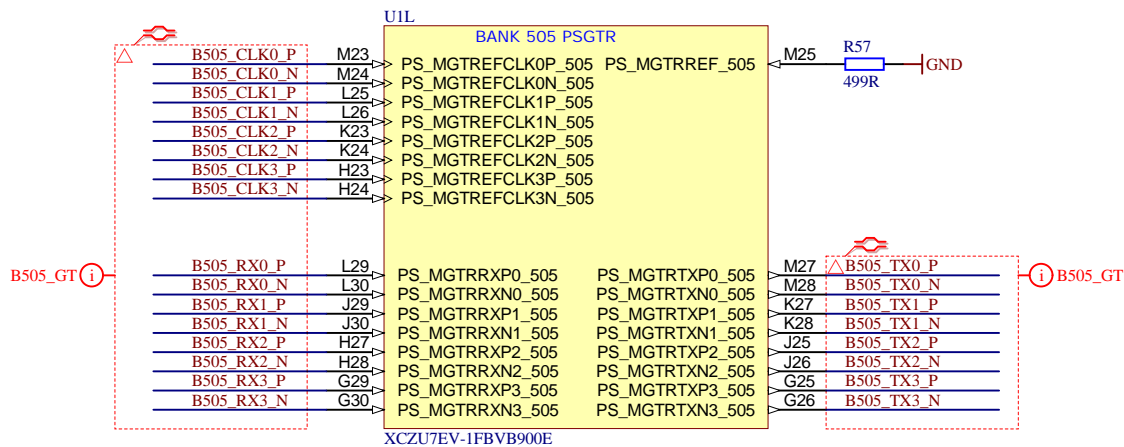 U1L
BANK 505 PSGTR
B505_CLK0_P M23 PS_MGTREFCLK0P_505 PS_MGTRREF_505 M25 R57 499R GND
B505_CLK0_N M24 PS_MGTREFCLK0N_505
B505_CLK1_P L25 PS_MGTREFCLK1P_505
B505_CLK1_N L26 PS_MGTREFCLK1N_505
B505_CLK2_P K23 PS_MGTREFCLK2P_505
B505_CLK2_N K24 PS_MGTREFCLK2N_505
B505_CLK3_P H23 PS_MGTREFCLK3P_505
B505_CLK3_N H24 PS_MGTREFCLK3N_505
B505_GT i
B505_RX0_P L29 PS_MGTRRXP0_505 PS_MGTRTXP0_505 M27 B505_TX0_P
i B505_GT
B505_RX0_N L30 PS_MGTRRXN0_505 PS_MGTRTXN0_505 M28 B505_TX0_N
B505_RX1_P J29 PS_MGTRRXP1_505 PS_MGTRTXP1_505 K27 B505_TX1_P
B505_RX1_N J30 PS_MGTRRXN1_505 PS_MGTRTXN1_505 K28 B505_TX1_N
B505_RX2_P H27 PS_MGTRRXP2_505 PS_MGTRTXP2_505 J25 B505_TX2_P
B505_RX2_N H28 PS_MGTRRXN2_505 PS_MGTRTXN2_505 J26 B505_TX2_N
B505_RX3_P G29 PS_MGTRRXP3_505 PS_MGTRTXP3_505 G25 B505_TX3_P
B505_RX3_N G30 PS_MGTRRXN3_505 PS_MGTRTXN3_505 G26 B505_TX3_N
XCZU7EV-1FBVB900E